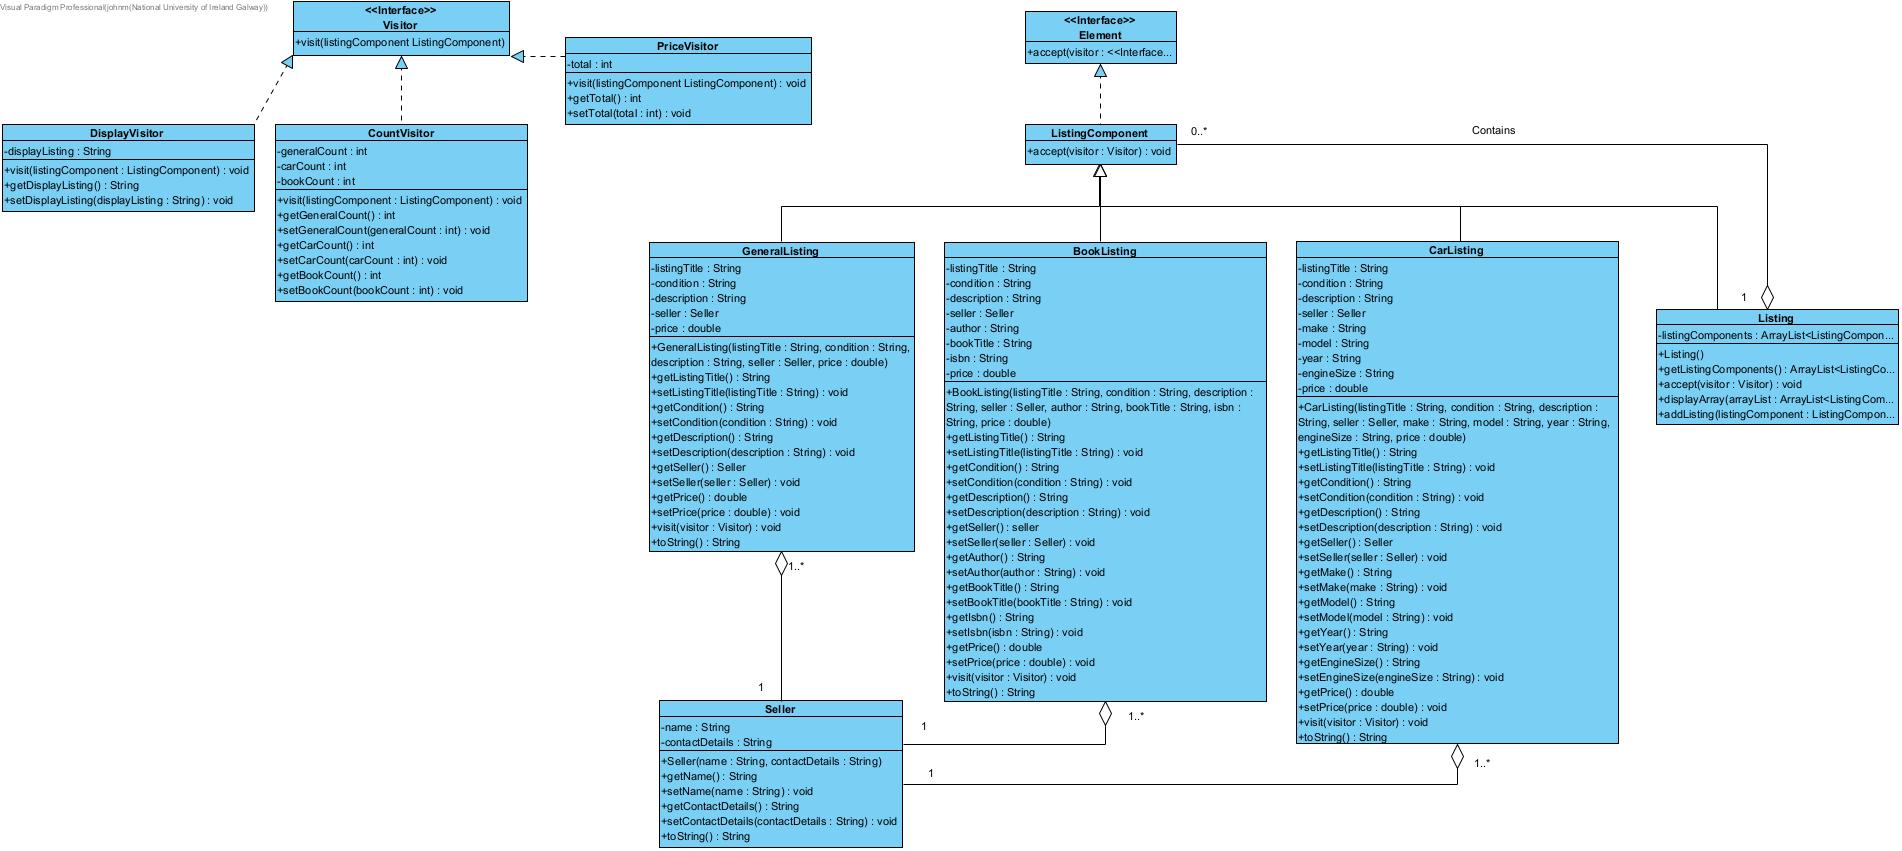 Visual Paradigm Professional(johnm(National University of Ireland Galway))
<<Interface>>
Visitor
+visit(listingComponent ListingComponent)
PriceVisitor
-total : int
+visit(listingComponent ListingComponent) : void
+getTotal() : int
+setTotal(total : int) : void
DisplayVisitor
-displayListing : String
+visit(listingComponent : ListingComponent) : void
+getDisplayListing() : String
+setDisplayListing(displayListing : String) : void
CountVisitor
-generalCount : int
-carCount : int
-bookCount : int
+visit(listingComponent : ListingComponent) : void
+getGeneralCount() : int
+setGeneralCount(generalCount : int) : void
+getCarCount() : int
+setCarCount(carCount : int) : void
+getBookCount() : int
+setBookCount(bookCount : int) : void
<<Interface>>
Element
+accept(visitor : <<Interface...
ListingComponent
+accept(visitor : Visitor) : void
0..*
Contains
1
GeneralListing
-listingTitle : String
-condition : String
-description : String
-seller : Seller
-price : double
+GeneralListing(listingTitle : String, condition : String,
description : String, seller : Seller, price : double)
+getListingTitle() : String
+setListingTitle(listingTitle : String) : void
+getCondition() : String
+setCondition(condition : String) : void
+getDescription() : String
+setDescription(description : String) : void
+getSeller() : Seller
+setSeller(seller : Seller) : void
+getPrice() : double
+setPrice(price : double) : void
+visit(visitor : Visitor) : void
+toString() : String
1..*
1
BookListing
-listingTitle : String
-condition : String
-description : String
-seller : Seller
-author : String
-bookTitle : String
-isbn : String
-price : double
+BookListing(listingTitle : String, condition : String, description :
String, seller : Seller, author : String, bookTitle : String, isbn :
String, price : double)
+getListingTitle() : String
+setListingTitle(listingTitle : String) : void
+getCondition() : String
+setCondition(condition : String) : void
+getDescription() : String
+setDescription(description : String) : void
+getSeller() : seller
+setSeller(seller : Seller) : void
+getAuthor() : String
+setAuthor(author : String) : void
+getBookTitle() : String
+setBookTitle(bookTitle : String) : void
+getIsbn() : String
+setIsbn(isbn : String) : void
+getPrice() : double
+setPrice(price : double) : void
+visit(visitor : Visitor) : void
+toString() : String
1..*
1
CarListing
-listingTitle : String
-condition : String
-description : String
-seller : Seller
-make : String
-model : String
-year : String
-engineSize : String
-price : double
+CarListing(listingTitle : String, condition : String, description :
String, seller : Seller, make : String, model : String, year : String,
engineSize : String, price : double)
+getListingTitle() : String
+setListingTitle(listingTitle : String) : void
+getCondition() : String
+setCondition(condition : String) : void
+getDescription() : String
+setDescription(description : String) : void
+getSeller() : Seller
+setSeller(seller : Seller) : void
+getMake() : String
+setMake(make : String) : void
+getModel() : String
+setModel(model : String) : void
+getYear() : String
+setYear(year : String) : void
+getEngineSize() : String
+setEngineSize(engineSize : String) : void
+getPrice() : double
+setPrice(price : double) : void
+visit(visitor : Visitor) : void
+toString() : String
1..*
1
Listing
-listingComponents : ArrayList<ListingCompon...
+Listing()
+getListingComponents() : ArrayList<ListingCo...
+accept(visitor : Visitor) : void
+displayArray(arrayList : ArrayList<ListingCom...
+addListing(listingComponent : ListingCompon...
Seller
-name : String
-contactDetails : String
+Seller(name : String, contactDetails : String)
+getName() : String
+setName(name : String) : void
+getContactDetails() : String
+setContactDetails(contactDetails : String) : void
+toString() : String